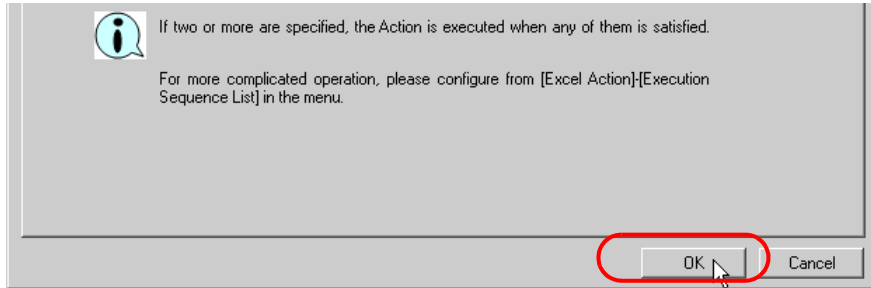 If two or more are specified, the Action is executed when any of them is satisfied.
For more complicated operation, please configure from [Excel Action]-[Execution
Sequence List] in the menu.
OK
Cancel